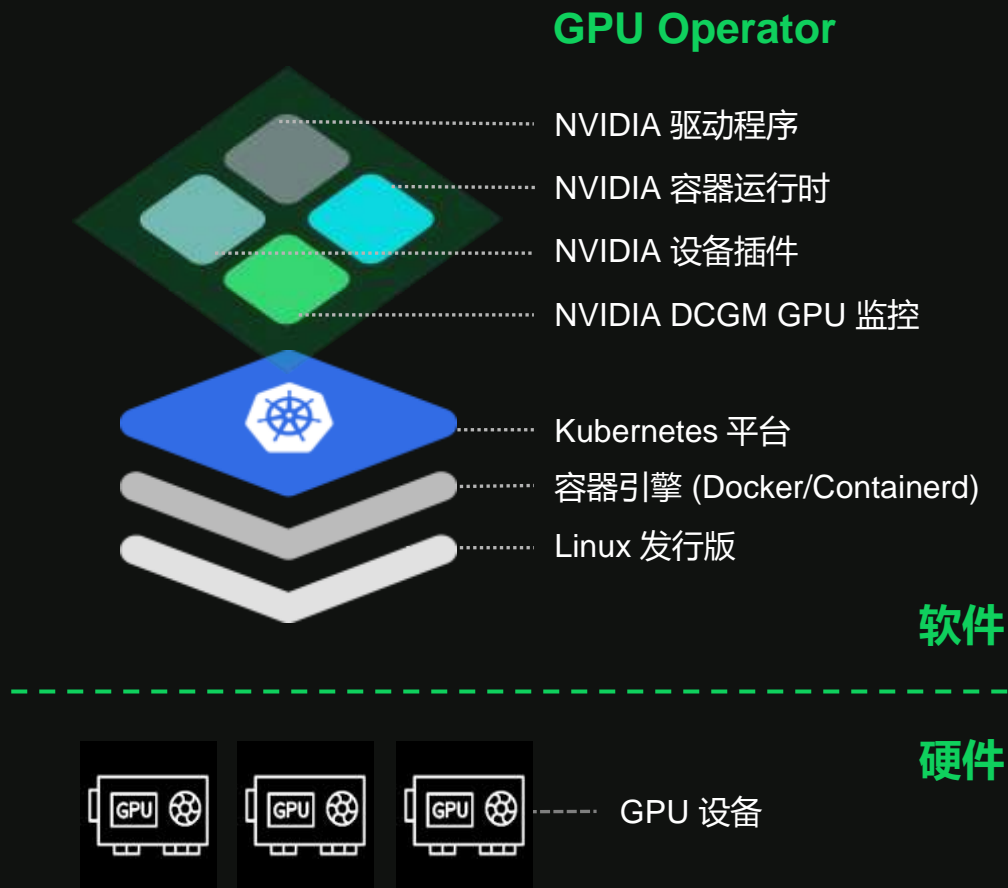 GPU Operator
NVIDIA 驱动程序
NVIDIA 容器运行时
NVIDIA 设备插件
NVIDIA DCGM GPU 监控
Kubernetes 平台
容器引擎 (Docker/Containerd)
Linux 发行版
软件
硬件
GPU
GPU
GPU
GPU 设备